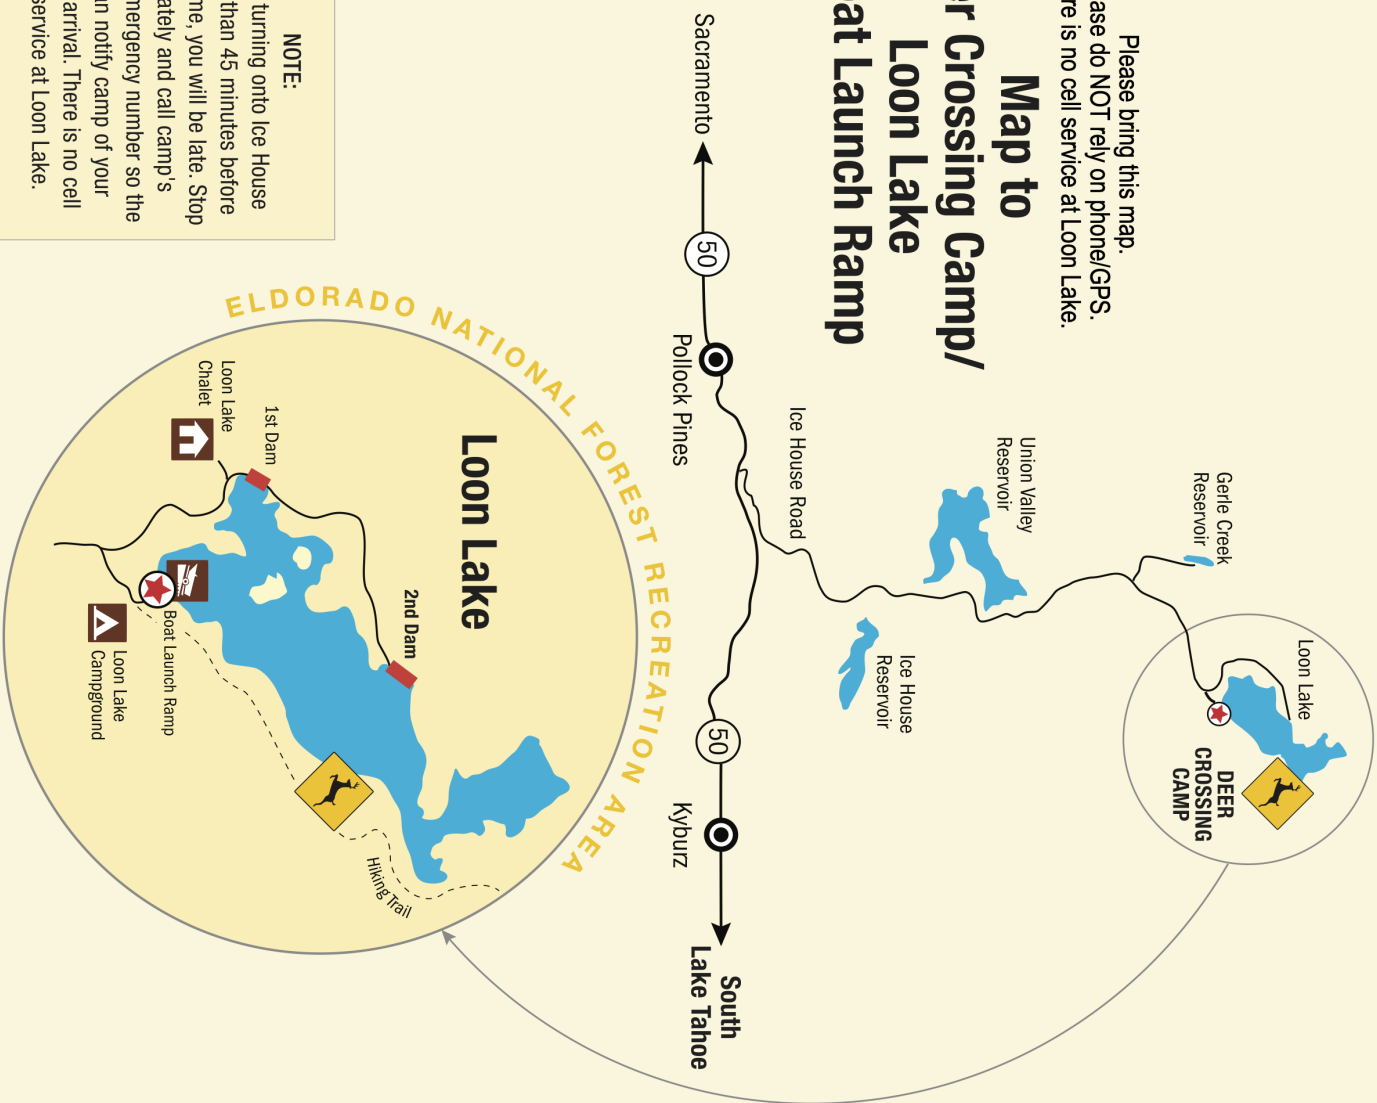 Please bring this map.
ase do NOT rely on phone/GPS.
re is no cell service at Loon Lake.
Map to
er Crossing Camp/
Loon Lake
at Launch Ramp
Gerle Creek
Reservoir
Union Valley
Reservoir
Ice House Road
Ice House
Reservoir
Loon Lake
DEER
CROSSING
CAMP
Sacramento
50
Pollock Pines
50
Kyburz
South
Lake Tahoe
ELDORADO NATIONAL FOREST RECREATION AREA
Loon Lake
2nd Dam
1st Dam
Loon Lake
Chalet
Boat Launch Ramp
Loon Lake
Campground
Hiking Trail
NOTE:
turning onto Ice House
than 45 minutes before
me, you will be late. Stop
ately and call camp's
mergency number so the
an notify camp of your
arrival. There is no cell
service at Loon Lake.